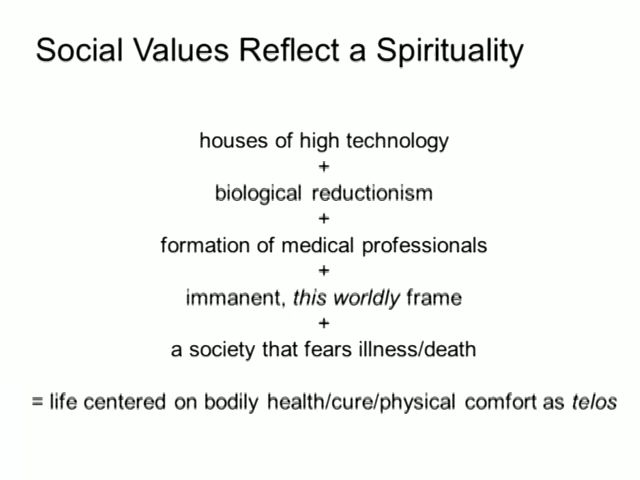 Social Values Reflect a Spirituality
houses of high technology
+
biological reductionism
+
formation of medical professionals
+
immanent, this worldly frame
+
a society that fears illness/death
= life centered on bodily health/cure/physical comfort as telos